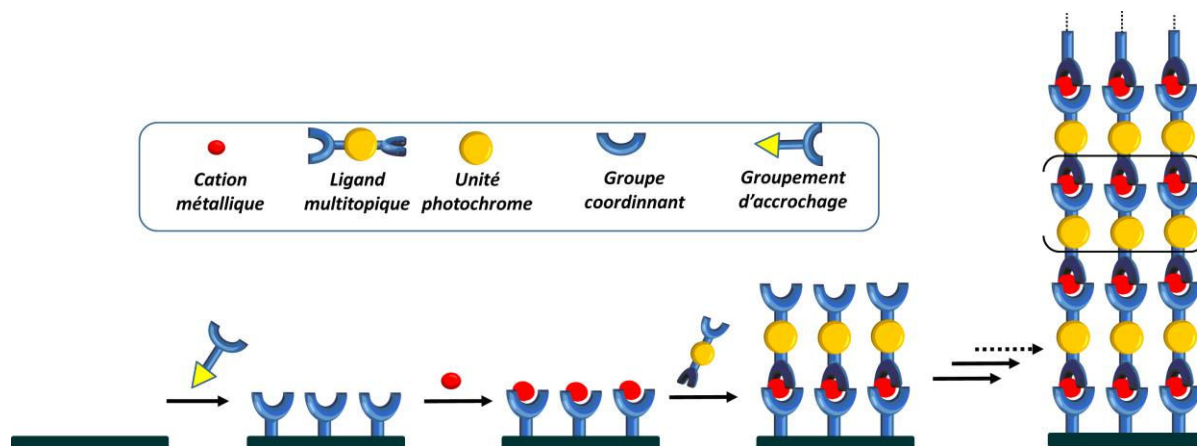 Cation
métallique
Ligand
multitopique
Unité
photochrome
Groupe
coordinnant
Groupement
d'accrochage